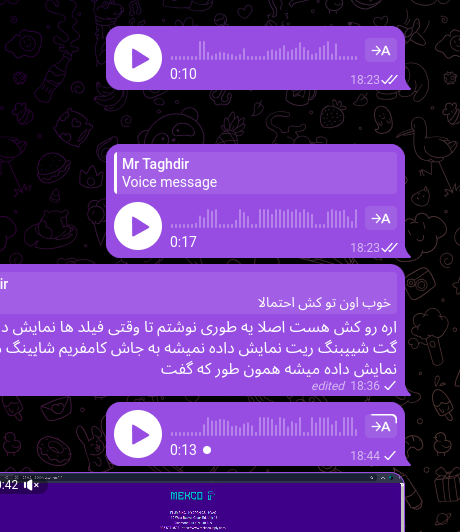 →A
0:10
18:23
Mr Taghdir
Voice message
→A
0:17
18:23
ir
خوب اون تو کش احتمالا
اره رو کش هست اصلا یه طوری نوشتم تا وقتی فیلد ها نمایش د
گت شیپینگ ریت نمایش داده نمیشه به جاش کامفریم شاپینگ
نمایش داده میشه همون طور که گفت
edited 18:36
→A
0:13
18:44
0:42
MEXCO